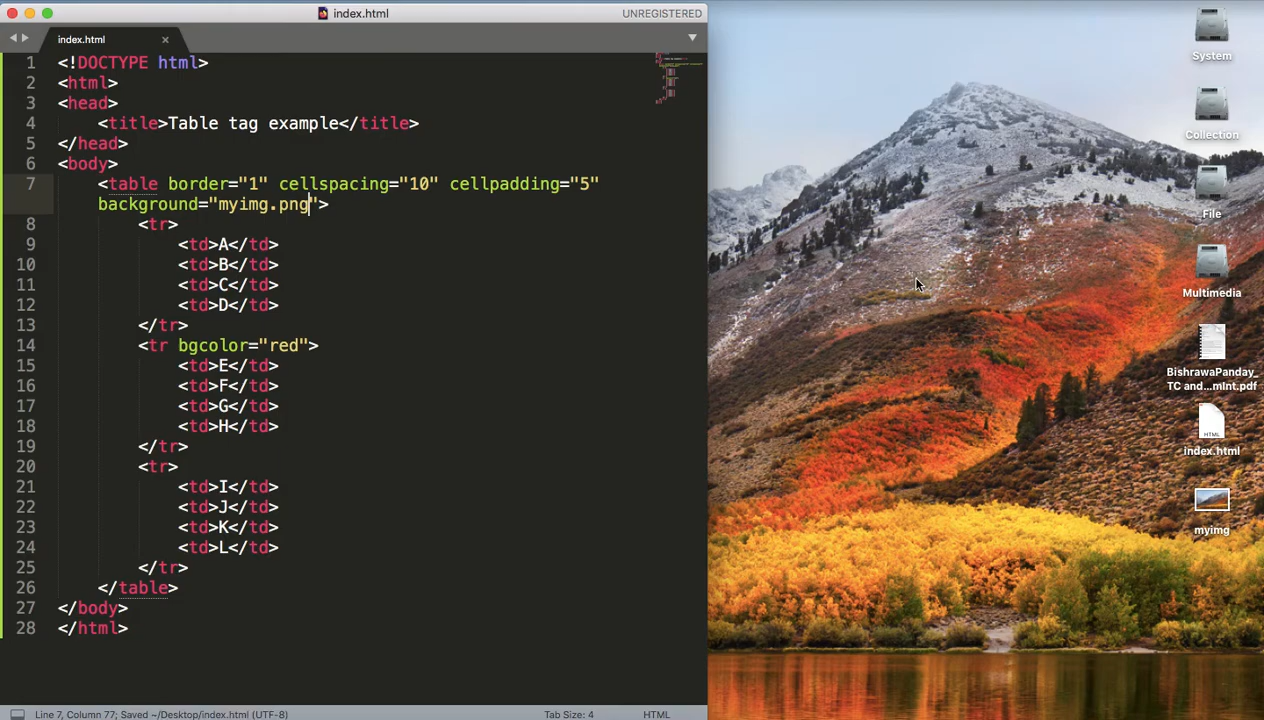 index.html
UNREGISTERED
index.html
1 <!DOCTYPE html>
2 <html>
3 <head>
4 <title>Table tag example</title>
5 </head>
6 <body>
7 <table border="1" cellspacing="10" cellpadding="5"
background="myimg.png">
8 <tr>
9 <td>A</td>
10 <td>B</td>
11 <td>C</td>
12 <td>D</td>
13 </tr>
14 <tr bgcolor="red">
15 <td>E</td>
16 <td>F</td>
17 <td>G</td>
18 <td>H</td>
19 </tr>
20 <tr>
21 <td>I</td>
22 <td>J</td>
23 <td>K</td>
24 <td>L</td>
25 </tr>
26 </table>
27 </body>
28 </html>
Line 7, Column 77; Saved ~/Desktop/index.html (UTF-8)
Tab Size: 4
HTML
System
Collection
File
Multimedia
BishrawaPanday_
TC and...mInt.pdf
HTML
index.html
myimg